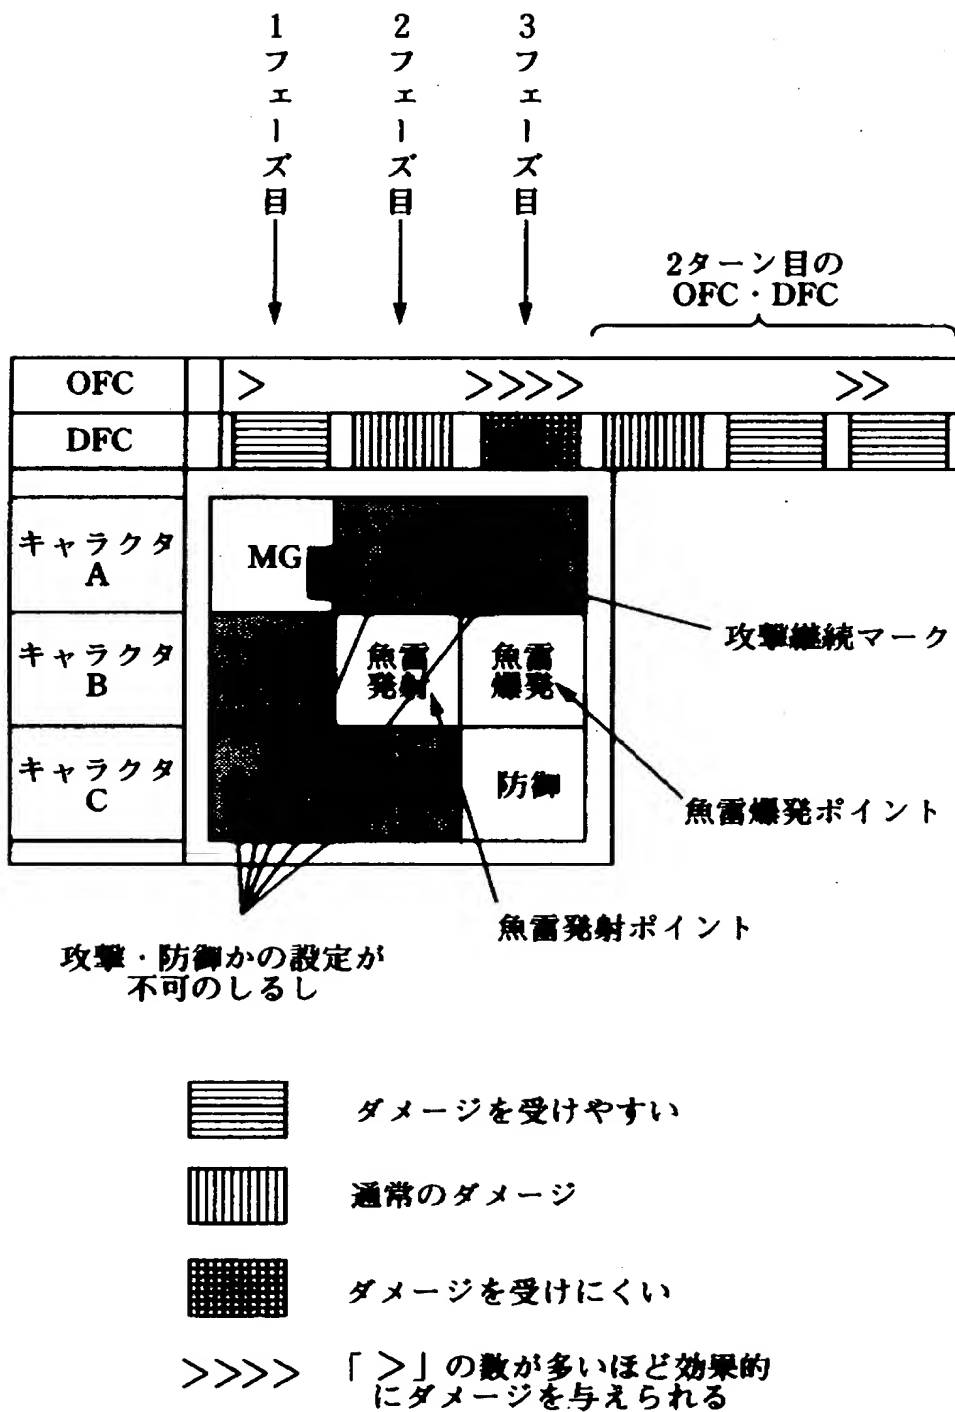 1フェーズ目
2フェーズ目
3フェーズ目
2ターン目の
OFC・DFC
OFC
>
>>>>
>>
DFC
キャラクタ
A
MG
攻撃継続マーク
キャラクタ
B
魚雷
発射
魚雷
爆発
キャラクタ
C
防御
魚雷爆発ポイント
魚雷発射ポイント
攻撃・防御かの設定が
不可のしるし
ダメージを受けやすい
通常のダメージ
ダメージを受けにくい
>>>> 「>」の数が多いほど効果的
にダメージを与えられる